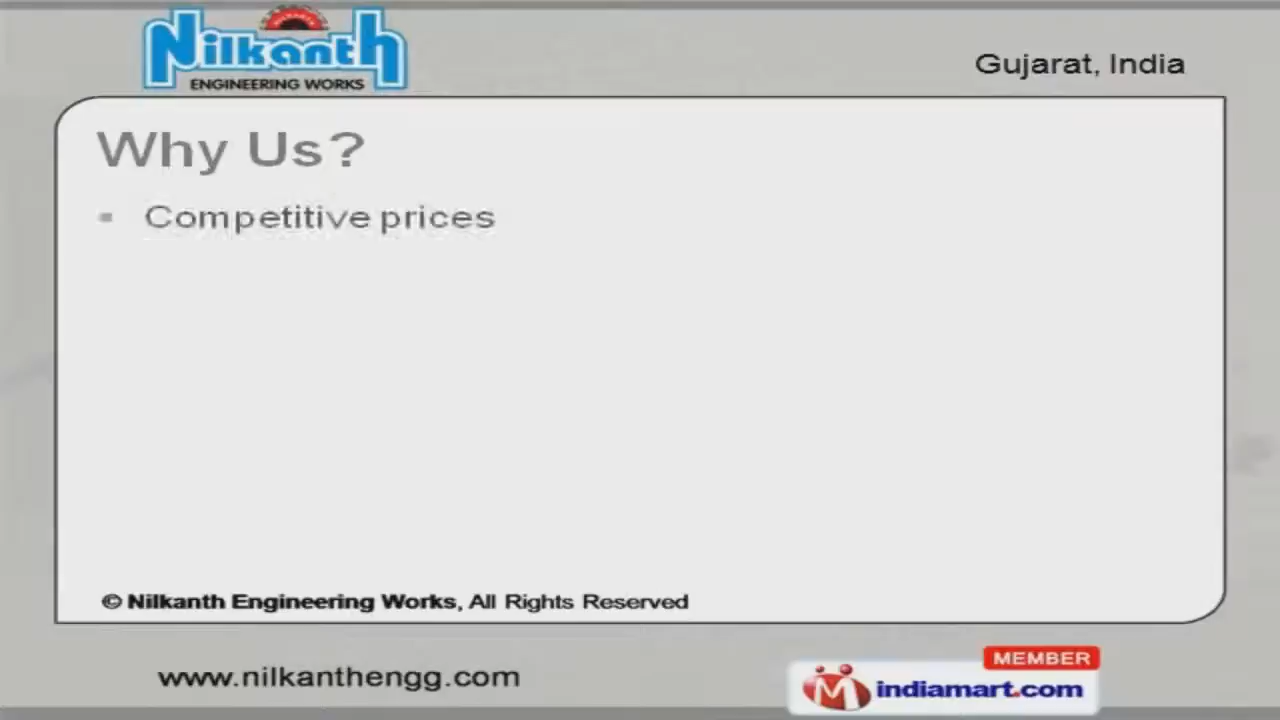 Nilkanth
NILKANTH
ENGINEERING WORKS
Gujarat, India
Why Us?
▪ Competitive prices
© Nilkanth Engineering Works, All Rights Reserved
www.nilkanthengg.com
MEMBER
M indiamart.com